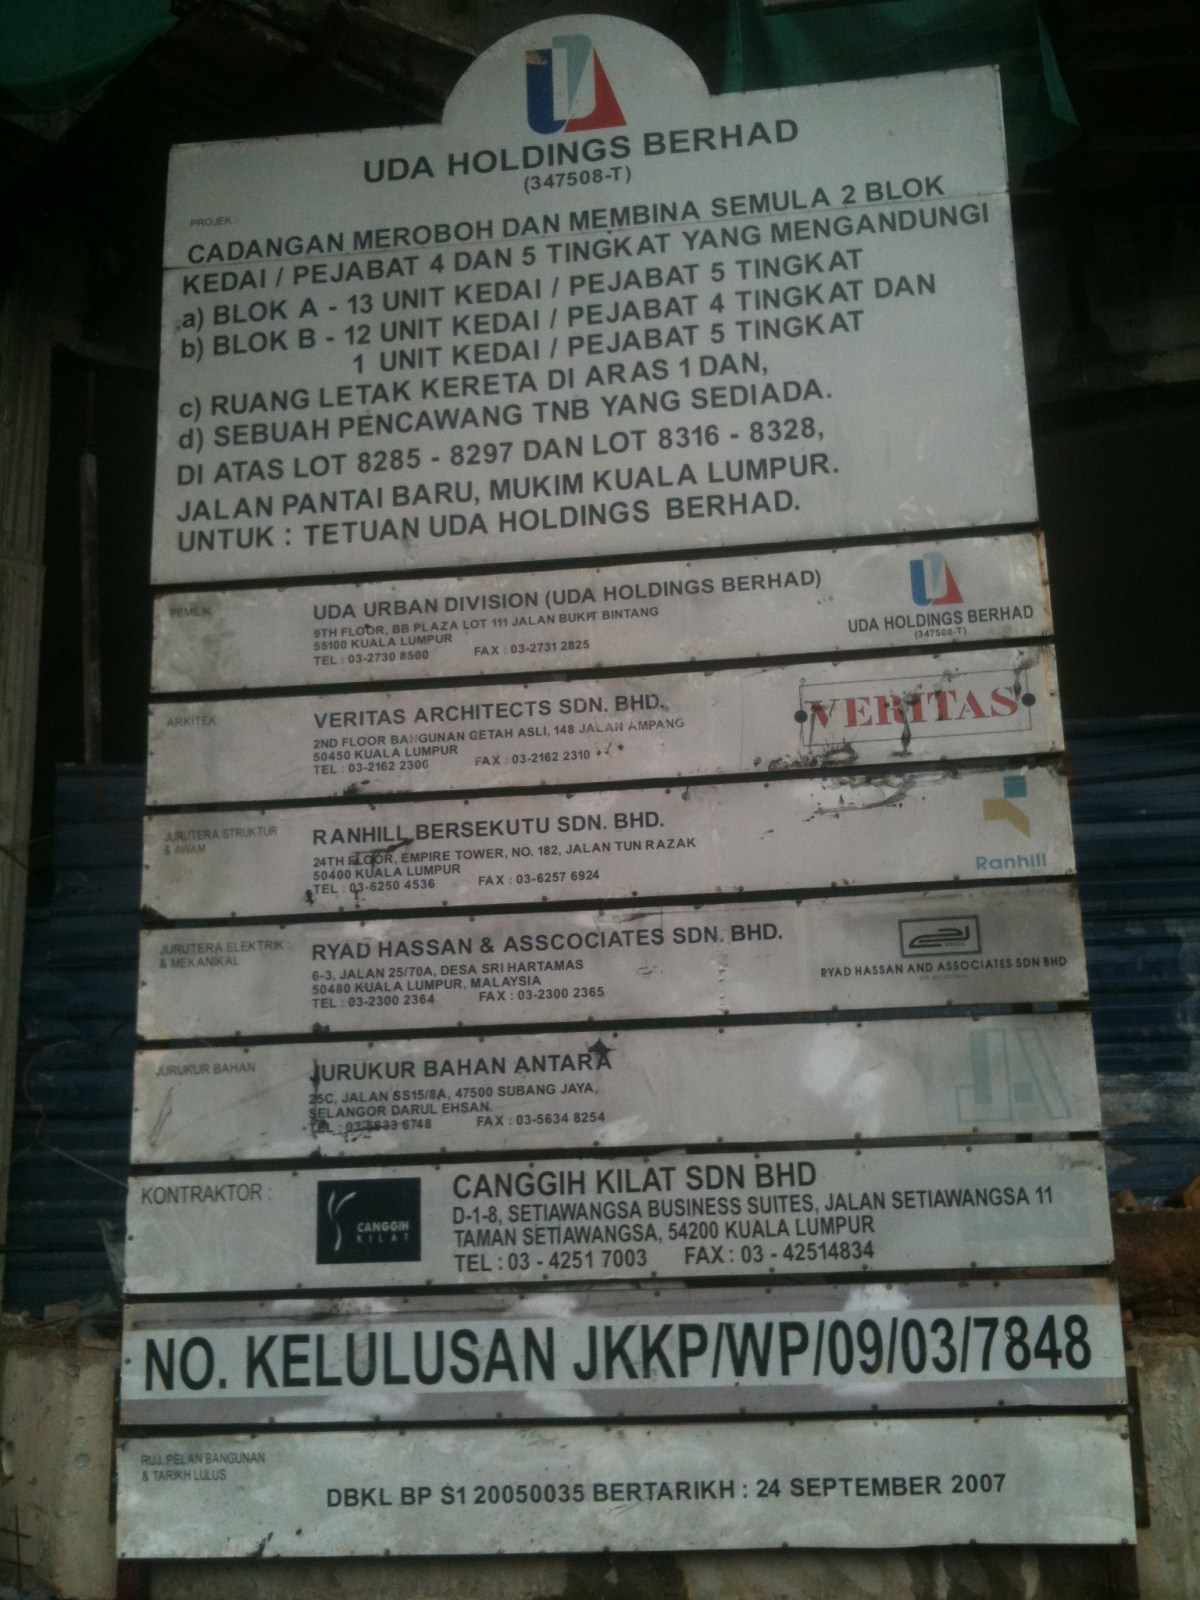 UDA HOLDINGS BERHAD
(347508-T)
PROJEK :
CADANGAN MEROBOH DAN MEMBINA SEMULA 2 BLOK
KEDAI / PEJABAT 4 DAN 5 TINGKAT YANG MENGANDUNGI
a) BLOK A - 13 UNIT KEDAI / PEJABAT 5 TINGKAT
b) BLOK B - 12 UNIT KEDAI / PEJABAT 4 TINGKAT DAN
1 UNIT KEDAI / PEJABAT 5 TINGKAT
c) RUANG LETAK KERETA DI ARAS 1 DAN,
d) SEBUAH PENCAWANG TNB YANG SEDIADA.
DI ATAS LOT 8285 - 8297 DAN LOT 8316 - 8328,
JALAN PANTAI BARU, MUKIM KUALA LUMPUR.
UNTUK : TETUAN UDA HOLDINGS BERHAD.
PEMILIK
UDA URBAN DIVISION (UDA HOLDINGS BERHAD)
9TH FLOOR, BB PLAZA LOT 111 JALAN BUKIT BINTANG
55100 KUALA LUMPUR
TEL : 03-2730 8500 FAX : 03-2731 2825
UDA HOLDINGS BERHAD
(347508-T)
ARKITEK
VERITAS ARCHITECTS SDN. BHD.
2ND FLOOR BANGUNAN GETAH ASLI, 148 JALAN AMPANG
50450 KUALA LUMPUR
TEL : 03-2162 2300 FAX : 03-2162 2310
VERITAS
JURUTERA STRUKTUR
& AWAM
RANHILL BERSEKUTU SDN. BHD.
24TH FLOOR, EMPIRE TOWER, NO. 182, JALAN TUN RAZAK
50400 KUALA LUMPUR
TEL : 03-6250 4536 FAX : 03-6257 6924
Ranhill
JURUTERA ELEKTRIK :
& MEKANIKAL
RYAD HASSAN & ASSCOCIATES SDN. BHD.
6-3, JALAN 25/70A, DESA SRI HARTAMAS
50480 KUALA LUMPUR, MALAYSIA
TEL : 03-2300 2364 FAX : 03-2300 2365
RYAD HASSAN AND ASSOCIATES SDN BHD
JURUKUR BAHAN
JURUKUR BAHAN ANTARA
25C, JALAN SS15/8A, 47500 SUBANG JAYA,
SELANGOR DARUL EHSAN.
TEL : 03-5633 6748 FAX : 03-5634 8254
KONTRAKTOR :
CANGGIH
KILAT
CANGGIH KILAT SDN BHD
D-1-8, SETIAWANGSA BUSINESS SUITES, JALAN SETIAWANGSA 11
TAMAN SETIAWANGSA, 54200 KUALA LUMPUR
TEL : 03 - 4251 7003 FAX : 03 - 42514834
NO. KELULUSAN JKKP/WP/09/03/7848
RUJ. PELAN BANGUNAN
& TARIKH LULUS
DBKL BP S1 20050035 BERTARIKH : 24 SEPTEMBER 2007